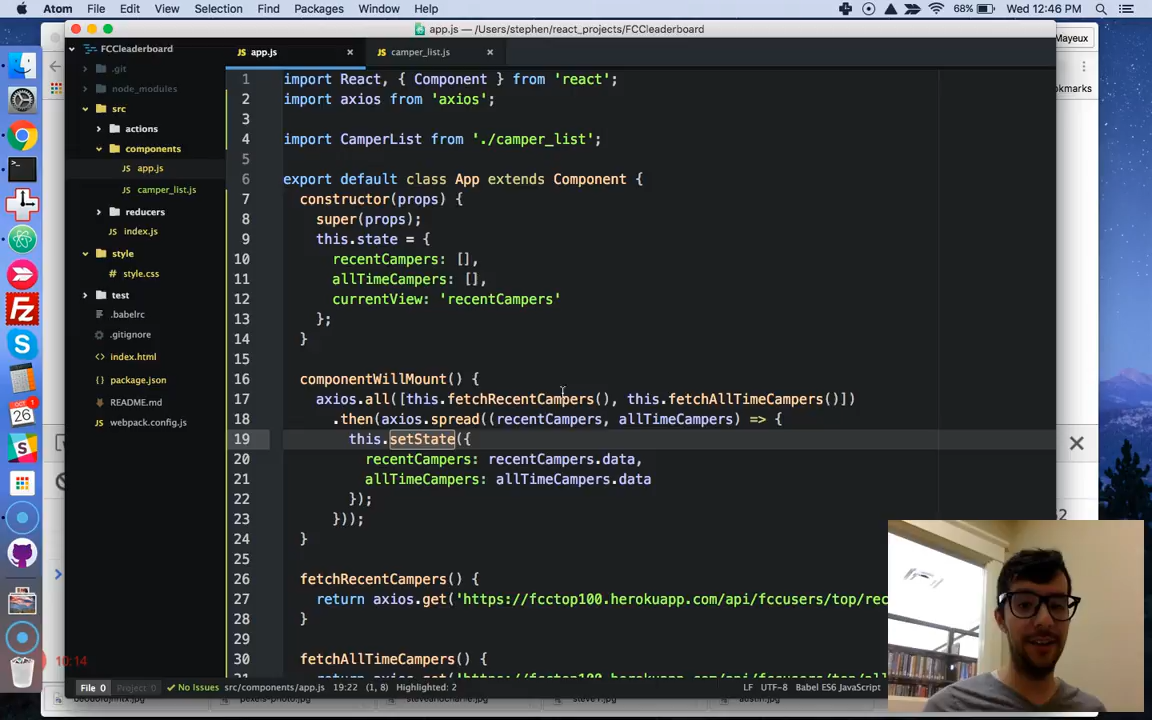 Atom File Edit View Selection Find Packages Window Help 68% Wed 12:46 PM
app.js — /Users/stephen/react_projects/FCCleaderboard
Mayeux
FCCleaderboard
app.js
camper_list.js
.git
node_modules
src
actions
components
app.js
camper_list.js
reducers
index.js
style
style.css
test
.babelrc
.gitignore
index.html
package.json
README.md
webpack.config.js
1 import React, { Component } from 'react';
2 import axios from 'axios';
3
4 import CamperList from './camper_list';
5
6 export default class App extends Component {
7 constructor(props) {
8 super(props);
9 this.state = {
10 recentCampers: [],
11 allTimeCampers: [],
12 currentView: 'recentCampers'
13 };
14 }
15
16 componentWillMount() {
17 axios.all([this.fetchRecentCampers(), this.fetchAllTimeCampers()])
18 .then(axios.spread((recentCampers, allTimeCampers) => {
19 this.setState({
20 recentCampers: recentCampers.data,
21 allTimeCampers: allTimeCampers.data
22 });
23 }));
24 }
25
26 fetchRecentCampers() {
27 return axios.get('https://fcctop100.herokuapp.com/api/fccusers/top/rec
28 }
29
30 fetchAllTimeCampers() {
OCT
26
10:14
File 0 Project 0 No Issues src/components/app.js 19:22 (1, 8) Highlighted: 2 LF UTF-8 Babel ES6 JavaScript